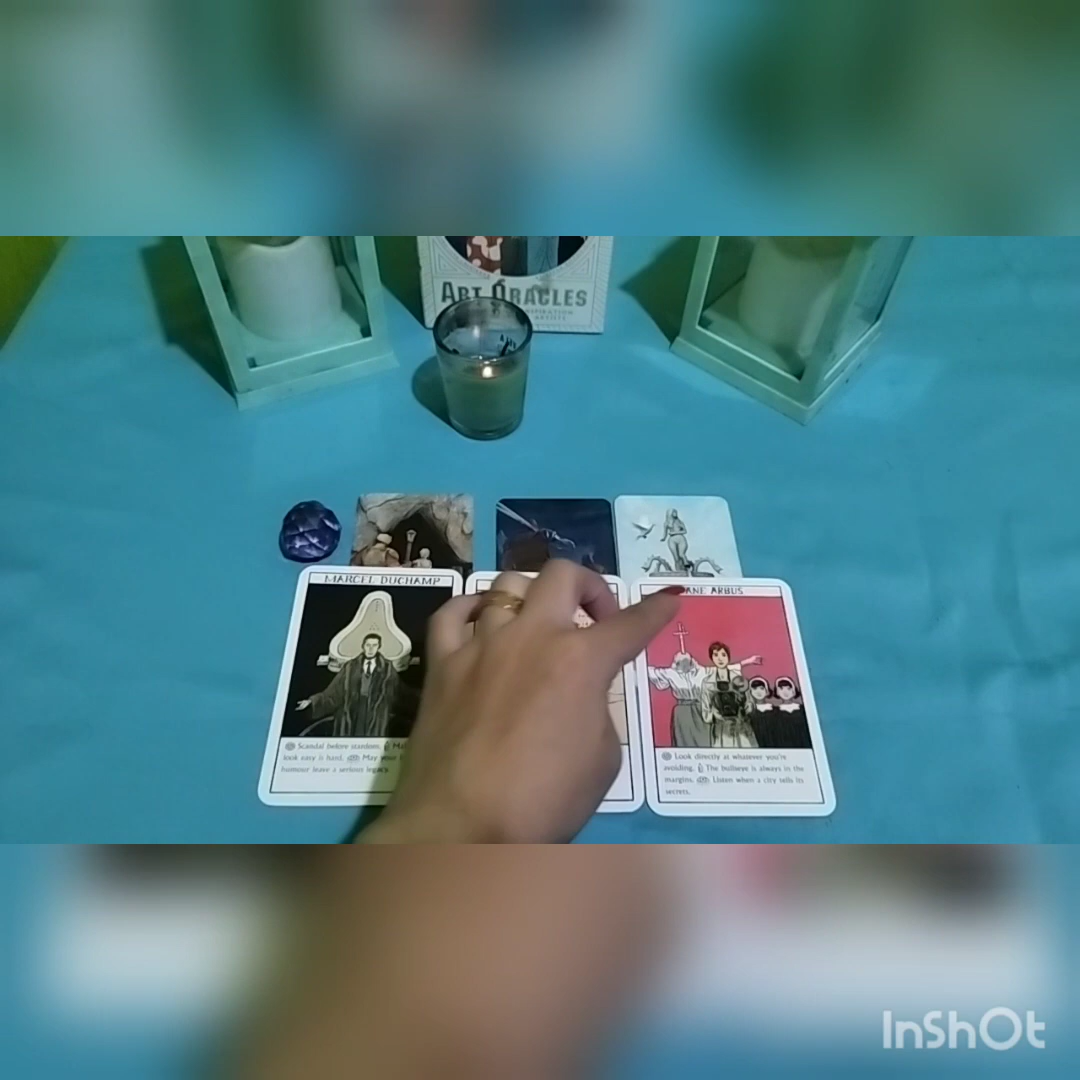 ART ORACLES
MARCEL DUCHAMP
ANE ARBUS
Scandal before stardom.
look easy is hard. May your
humour leave a serious legacy.
Look directly at whatever you're
avoiding. The bullseye is always in the
margins. Listen when a city tells its
secrets.
InShOt